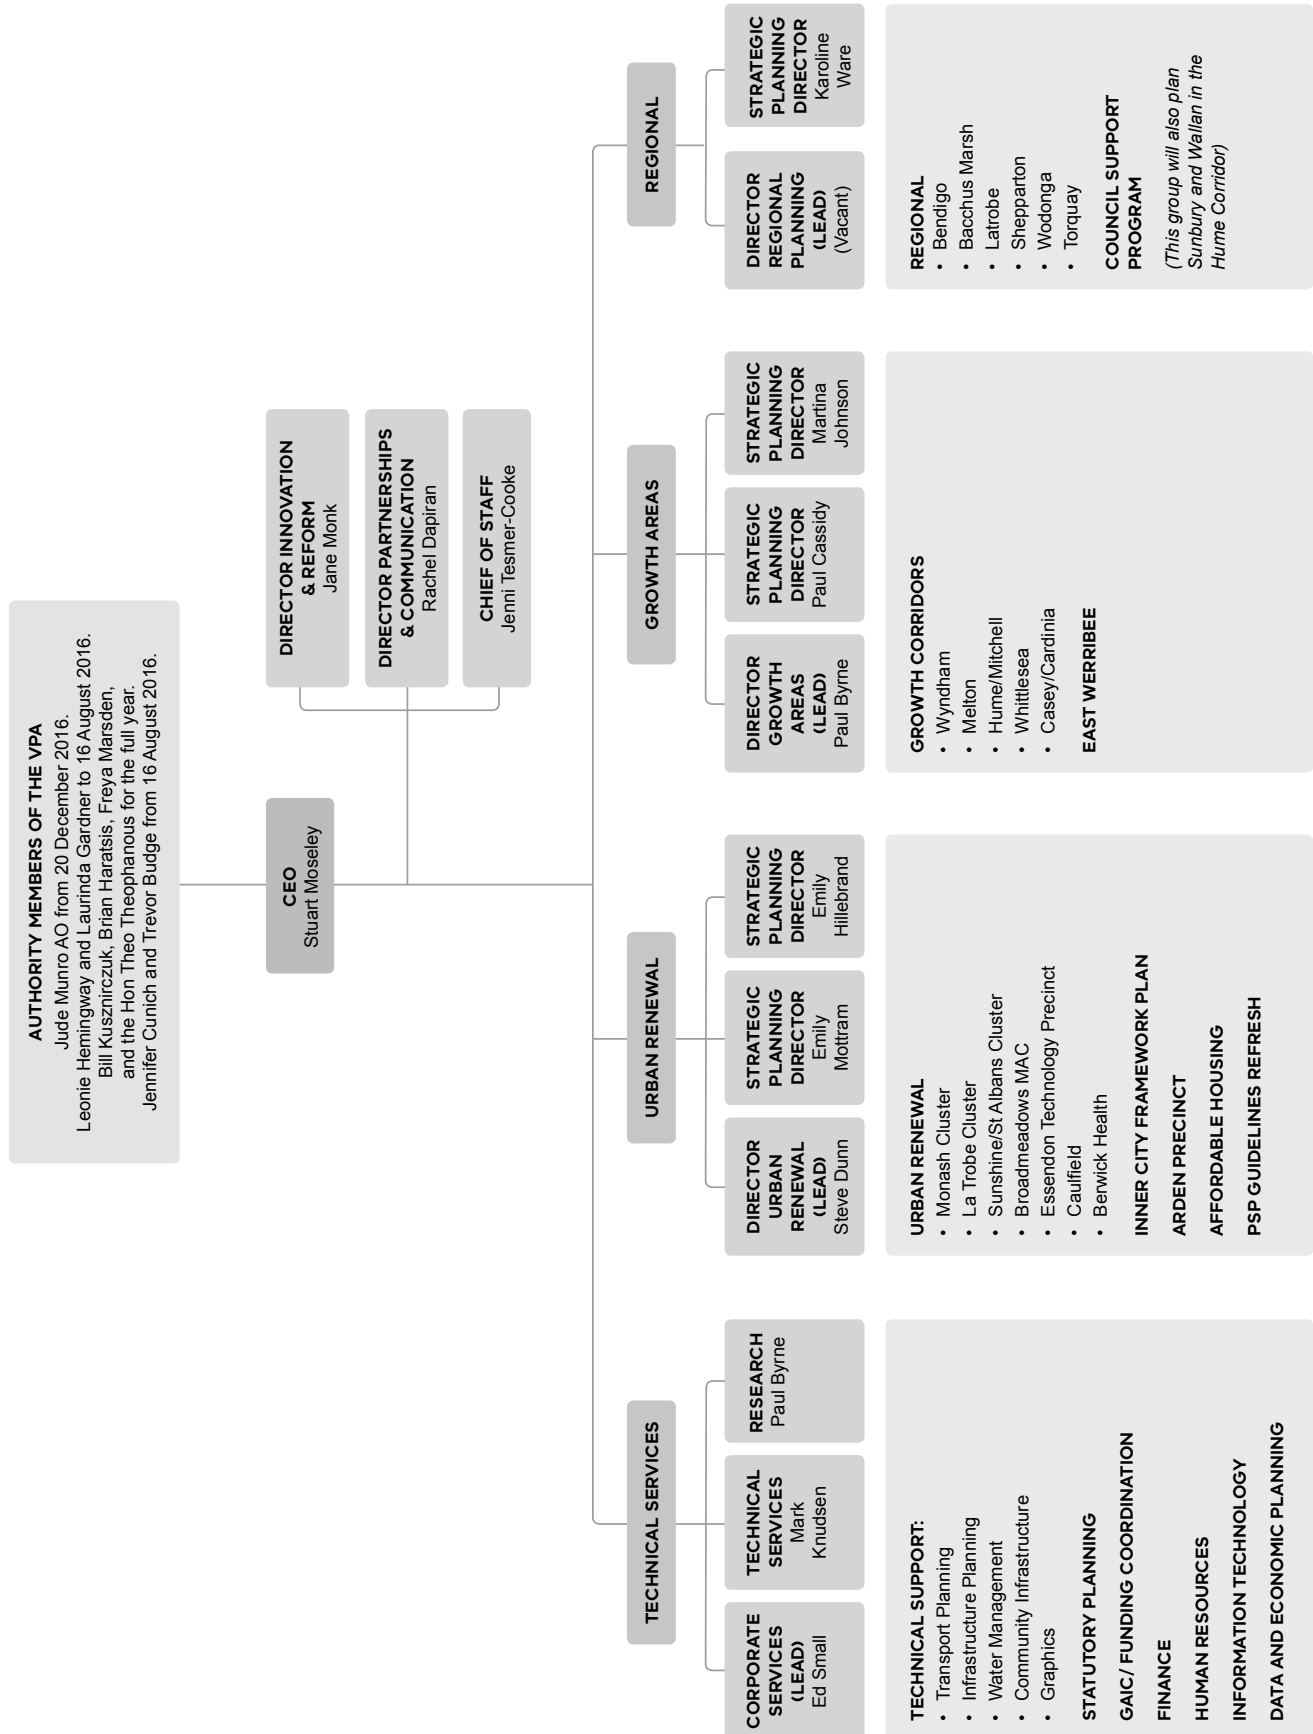 AUTHORITY MEMBERS OF THE VPA
Jude Munro AO from 20 December 2016.
Leonie Hemingway and Laurinda Gardner to 16 August 2016.
Bill Kusznirczuk, Brian Haratsis, Freya Marsden,
and the Hon Theo Theophanous for the full year.
Jennifer Cunich and Trevor Budge from 16 August 2016.
CEO
Stuart Moseley
DIRECTOR INNOVATION
& REFORM
Jane Monk
DIRECTOR PARTNERSHIPS
& COMMUNICATION
Rachel Dapiran
CHIEF OF STAFF
Jenni Tesmer-Cooke
TECHNICAL SERVICES
CORPORATE
SERVICES
(LEAD)
Ed Small
TECHNICAL
SERVICES
Mark
Knudsen
RESEARCH
Paul Byrne
TECHNICAL SUPPORT:
• Transport Planning
• Infrastructure Planning
• Water Management
• Community Infrastructure
• Graphics
STATUTORY PLANNING
GAIC/ FUNDING COORDINATION
FINANCE
HUMAN RESOURCES
INFORMATION TECHNOLOGY
DATA AND ECONOMIC PLANNING
URBAN RENEWAL
DIRECTOR
URBAN
RENEWAL
(LEAD)
Steve Dunn
STRATEGIC
PLANNING
DIRECTOR
Emily
Mottram
STRATEGIC
PLANNING
DIRECTOR
Emily
Hillebrand
URBAN RENEWAL
• Monash Cluster
• La Trobe Cluster
• Sunshine/St Albans Cluster
• Broadmeadows MAC
• Essendon Technology Precinct
• Caulfield
• Berwick Health
INNER CITY FRAMEWORK PLAN
ARDEN PRECINCT
AFFORDABLE HOUSING
PSP GUIDELINES REFRESH
GROWTH AREAS
DIRECTOR
GROWTH
AREAS
(LEAD)
Paul Byrne
STRATEGIC
PLANNING
DIRECTOR
Paul Cassidy
STRATEGIC
PLANNING
DIRECTOR
Martina
Johnson
GROWTH CORRIDORS
• Wyndham
• Melton
• Hume/Mitchell
• Whittlesea
• Casey/Cardinia
EAST WERRIBEE
REGIONAL
DIRECTOR
REGIONAL
PLANNING
(LEAD)
(Vacant)
STRATEGIC
PLANNING
DIRECTOR
Karoline
Ware
REGIONAL
• Bendigo
• Bacchus Marsh
• Latrobe
• Shepparton
• Wodonga
• Torquay
COUNCIL SUPPORT
PROGRAM
(This group will also plan
Sunbury and Wallan in the
Hume Corridor)